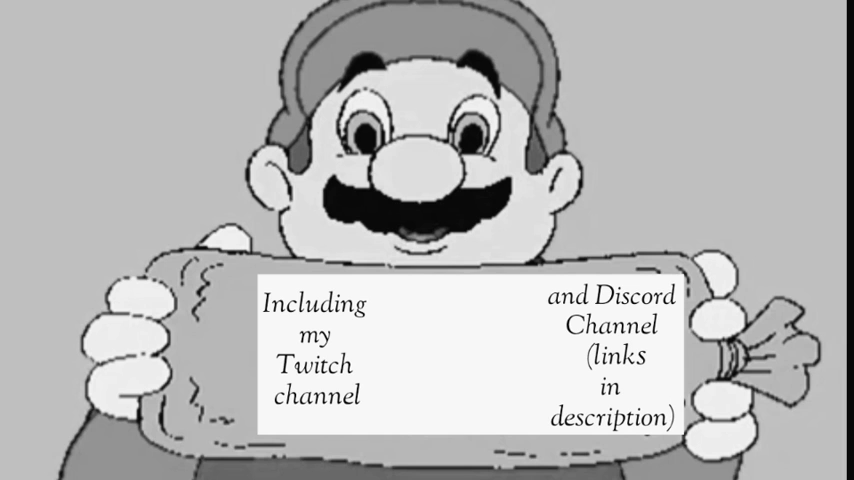 Including
my
Twitch
channel
and Discord
Channel
(links
in
description)